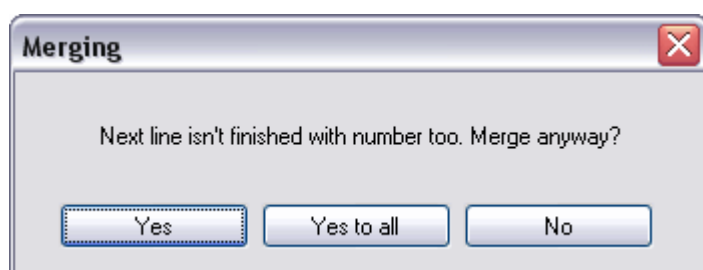 Merging
Next line isn't finished with number too. Merge anyway?
Yes Yes to all No